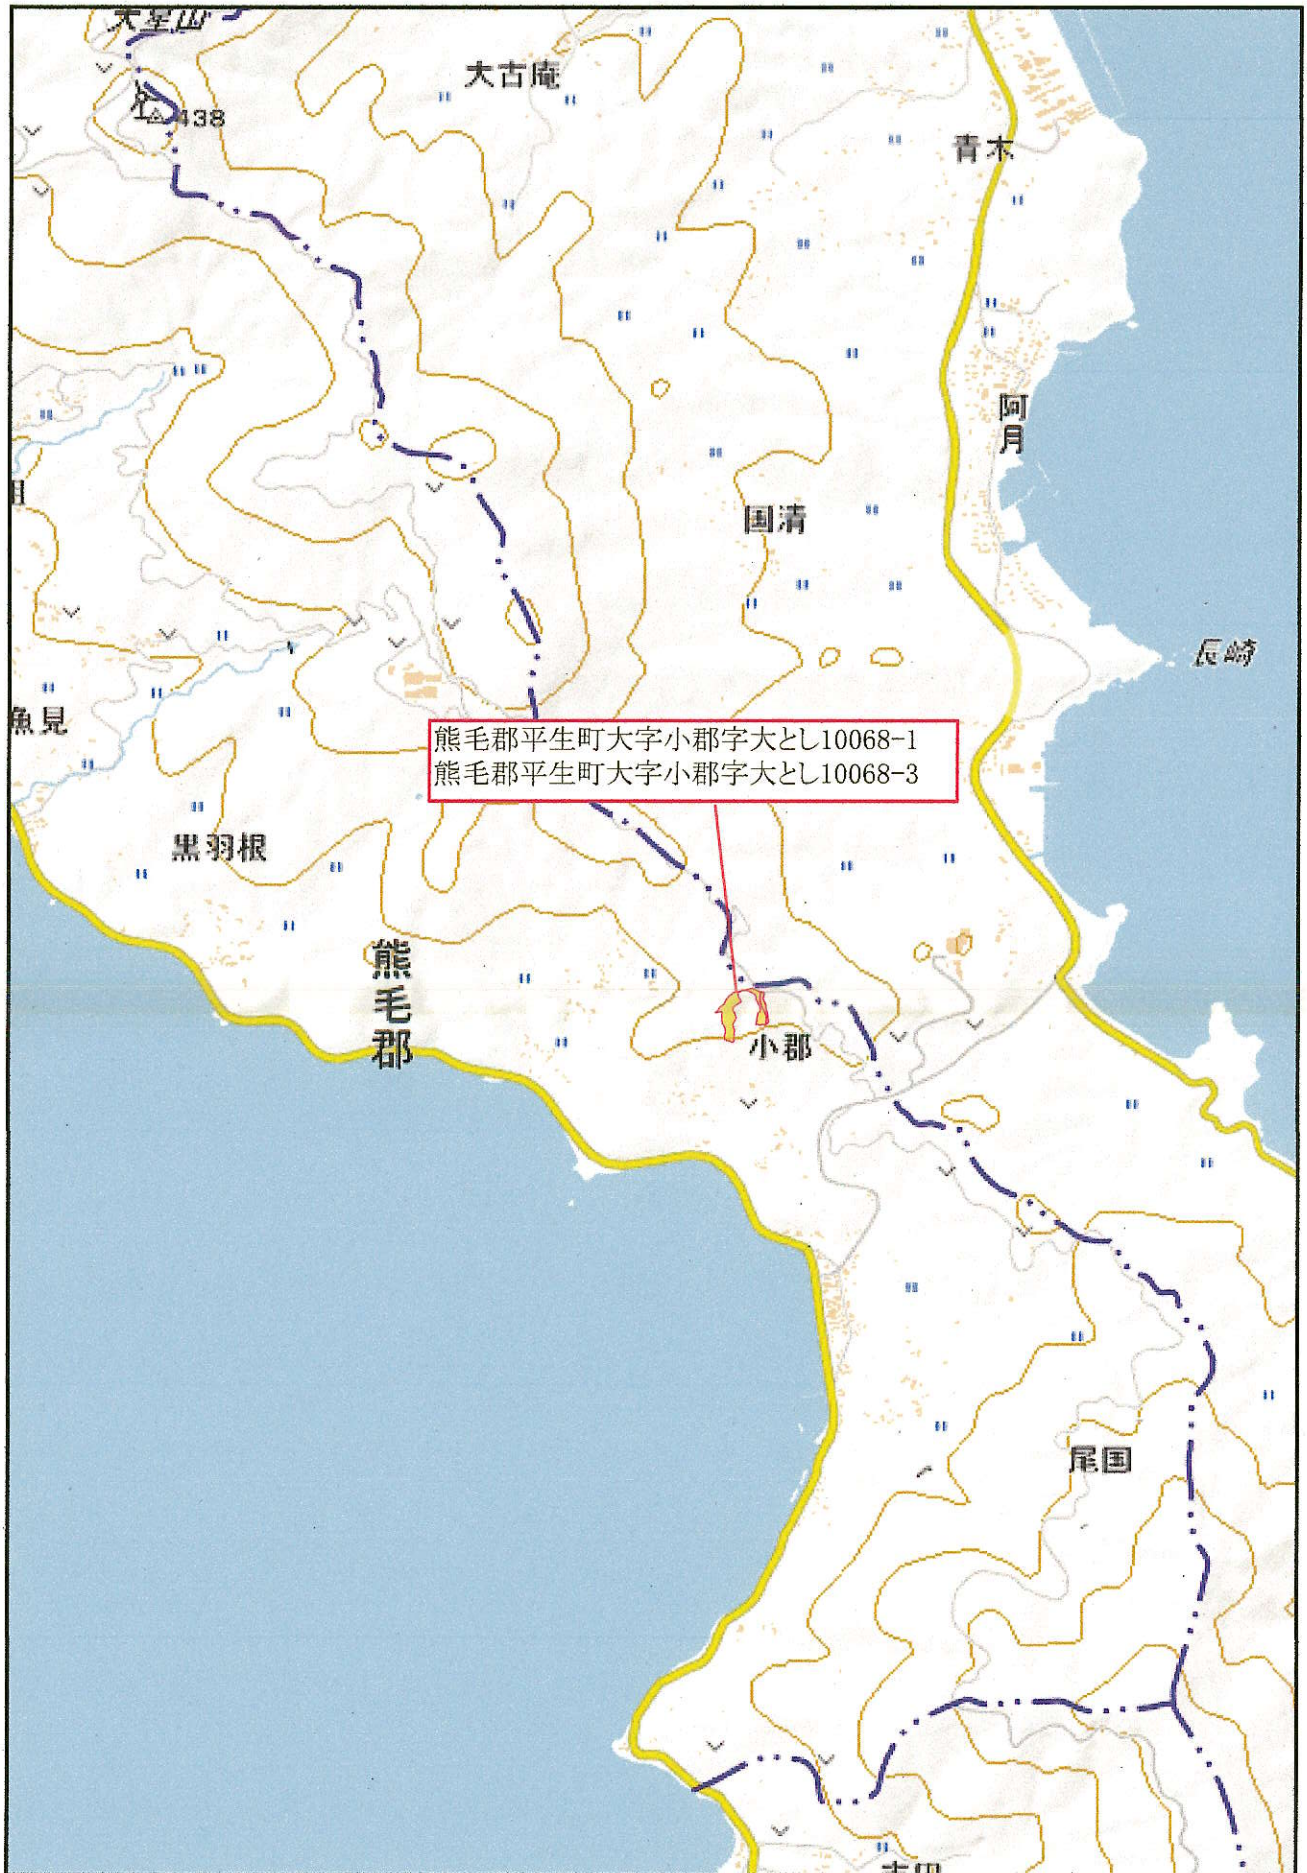 大星山
438
大古庵
青木
阿月
国清
長崎
魚見
熊毛郡平生町大字小郡字大とし10068-1
熊毛郡平生町大字小郡字大とし10068-3
黒羽根
熊毛郡
小郡
尾国